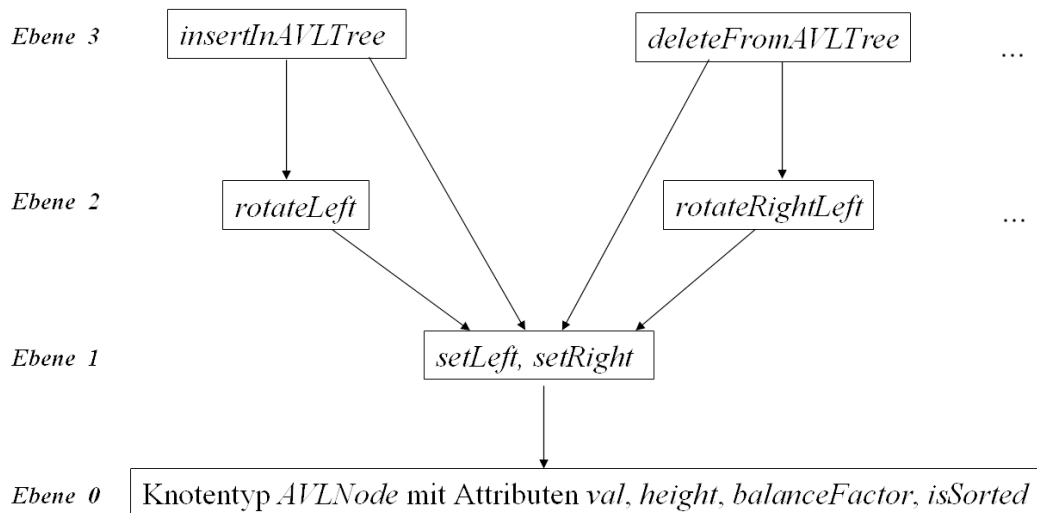 Ebene 3 insertInAVLTree deleteFromAVLTree ...
Ebene 2 rotateLeft rotateRightLeft ...
Ebene 1 setLeft, setRight
Ebene 0 Knotentyp AVLNode mit Attributen val, height, balanceFactor, isSorted